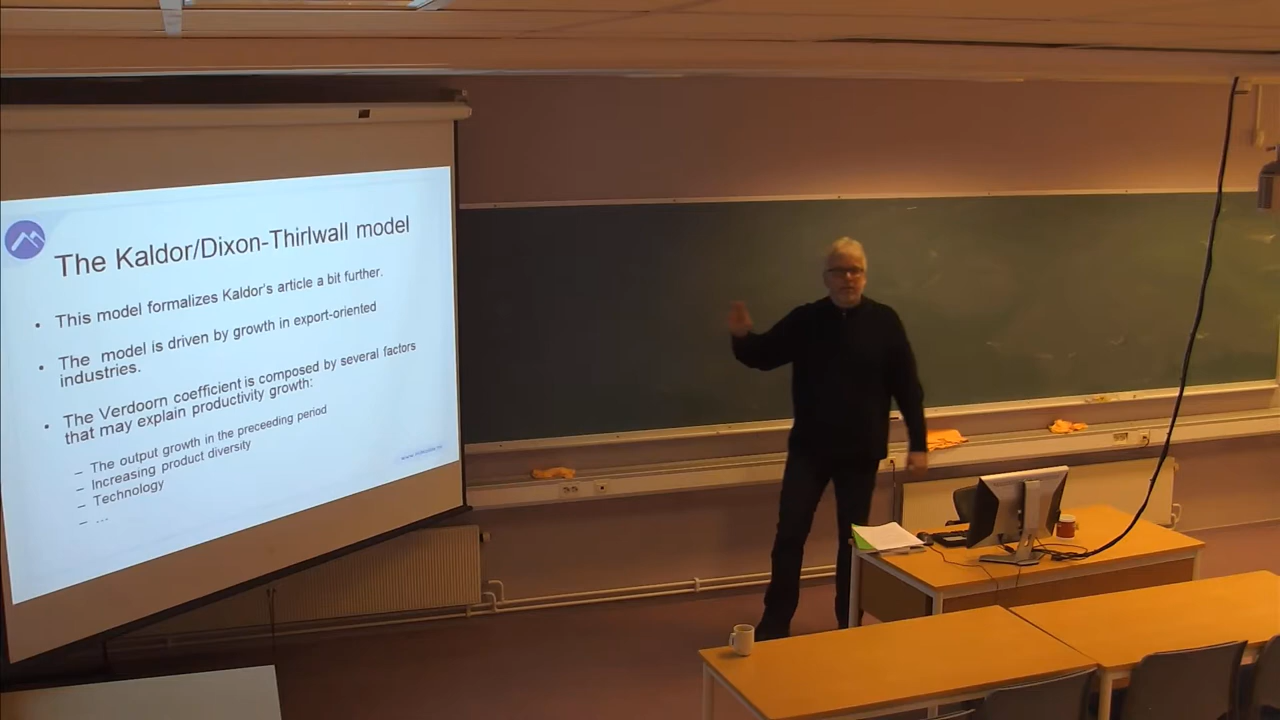 The Kaldor/Dixon-Thirlwall model
• This model formalizes Kaldor's article a bit further.
• The model is driven by growth in export-oriented
industries.
• The Verdoorn coefficient is composed by several factors
that may explain productivity growth:
– The output growth in the preceeding period
– Increasing product diversity
– Technology
– ...